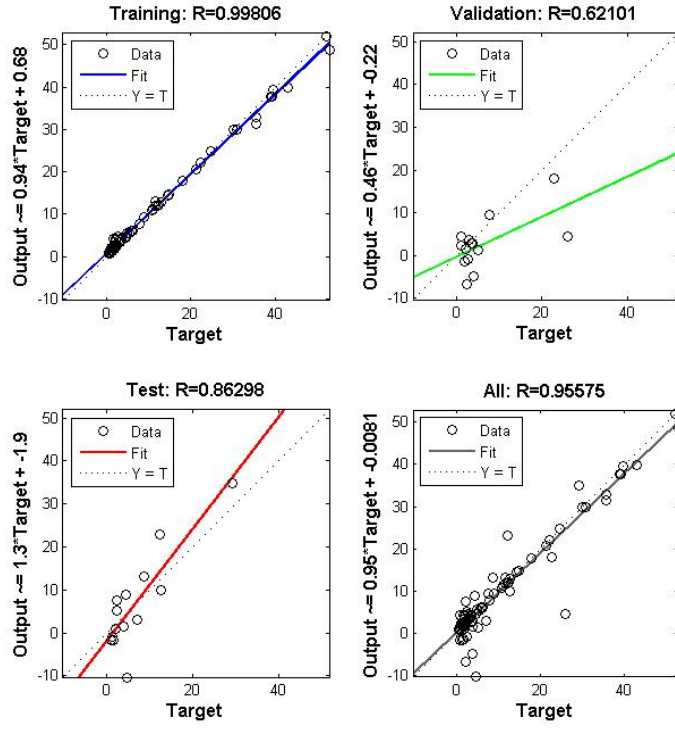 Training: R=0.99806
Output ~= 0.94*Target + 0.68
50
40
30
20
10
0
-10
Data
Fit
Y = T
0
20
40
Target
Validation: R=0.62101
Output ~= 0.46*Target + -0.22
50
40
30
20
10
0
-10
Data
Fit
Y = T
0
20
40
Target
Test: R=0.86298
Output ~= 1.3*Target + -1.9
50
40
30
20
10
0
-10
Data
Fit
Y = T
0
20
40
Target
All: R=0.95575
Output ~= 0.95*Target + -0.0081
50
40
30
20
10
0
-10
Data
Fit
Y = T
0
20
40
Target